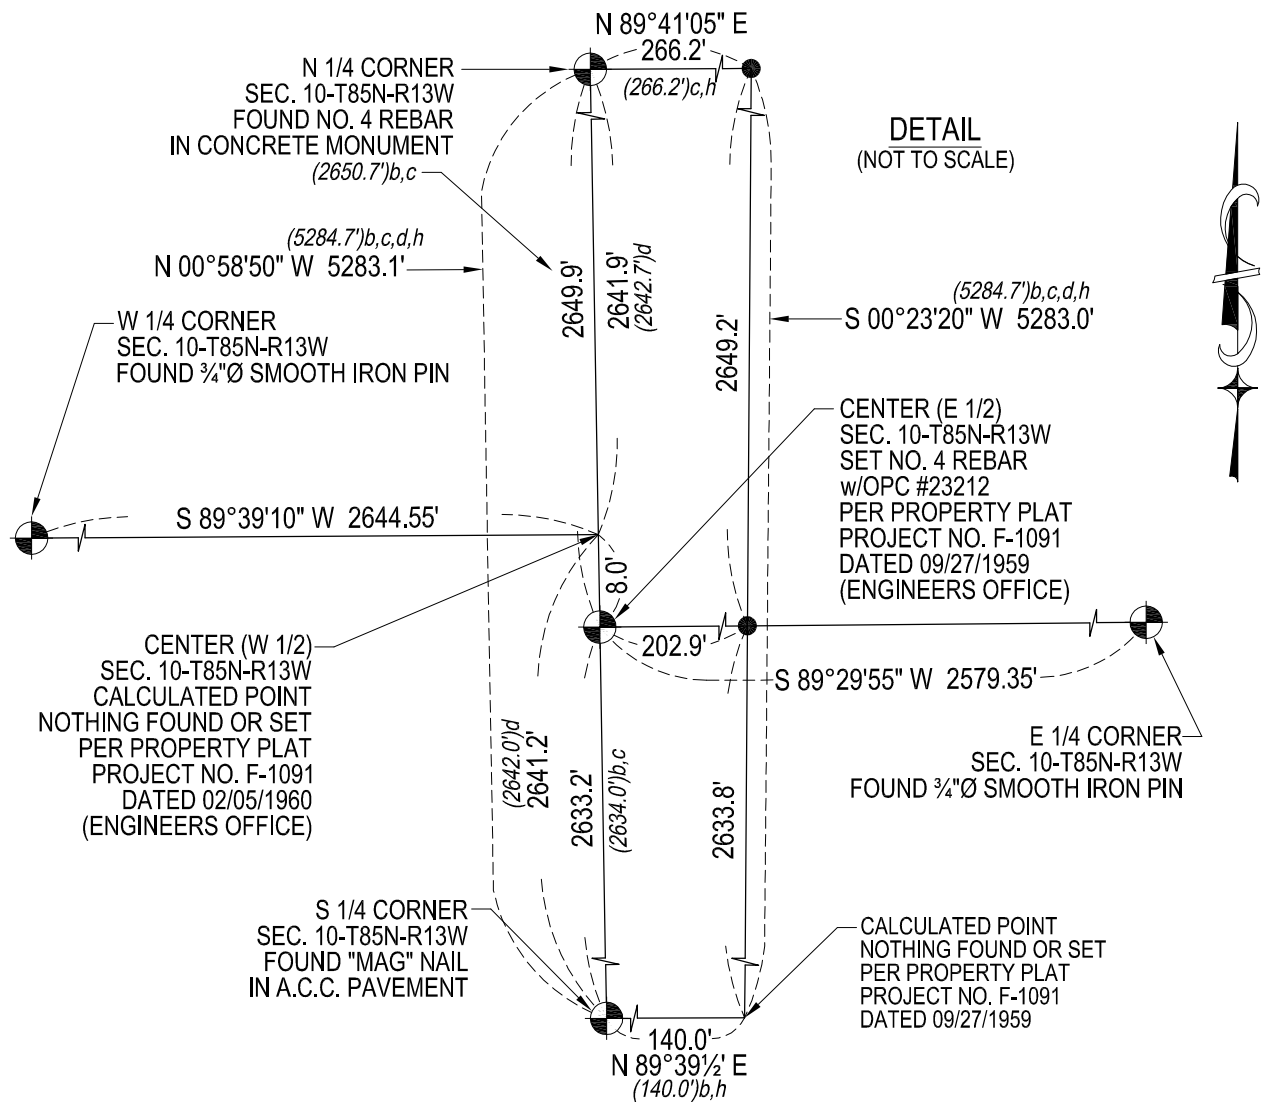 N 89°41'05" E
266.2'
(266.2')c,h
N 1/4 CORNER
SEC. 10-T85N-R13W
FOUND NO. 4 REBAR
IN CONCRETE MONUMENT
(2650.7')b,c
DETAIL
(NOT TO SCALE)
(5284.7')b,c,d,h
N 00°58'50" W 5283.1'
2649.9'
2641.9'
(2642.7')d
2649.2'
(5284.7')b,c,d,h
S 00°23'20" W 5283.0'
W 1/4 CORNER
SEC. 10-T85N-R13W
FOUND ¾"Ø SMOOTH IRON PIN
CENTER (E 1/2)
SEC. 10-T85N-R13W
SET NO. 4 REBAR
w/OPC #23212
PER PROPERTY PLAT
PROJECT NO. F-1091
DATED 09/27/1959
(ENGINEERS OFFICE)
S 89°39'10" W 2644.55'
8.0'
202.9'
S 89°29'55" W 2579.35'
CENTER (W 1/2)
SEC. 10-T85N-R13W
CALCULATED POINT
NOTHING FOUND OR SET
PER PROPERTY PLAT
PROJECT NO. F-1091
DATED 02/05/1960
(ENGINEERS OFFICE)
E 1/4 CORNER
SEC. 10-T85N-R13W
FOUND ¾"Ø SMOOTH IRON PIN
(2642.0')d
2641.2'
2633.2'
(2634.0')b,c
2633.8'
S 1/4 CORNER
SEC. 10-T85N-R13W
FOUND "MAG" NAIL
IN A.C.C. PAVEMENT
CALCULATED POINT
NOTHING FOUND OR SET
PER PROPERTY PLAT
PROJECT NO. F-1091
DATED 09/27/1959
140.0'
N 89°39½' E
(140.0')b,h